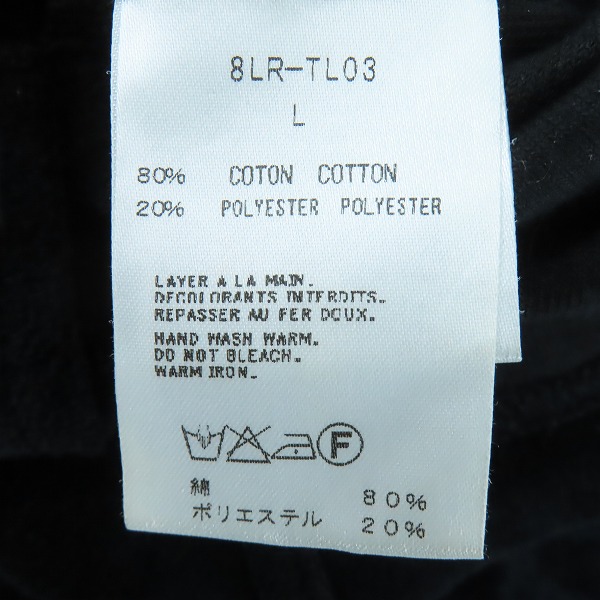 8LR-TL03
L
80% COTON COTTON
20% POLYESTER POLYESTER
LAYER A LA MAIN.
DECOLORANTS INTERDITS.
REPASSER AU FER DOUX.
HAND WASH WARM.
DO NOT BLEACH.
WARM IRON.
F
綿 80%
ポリエステル 20%